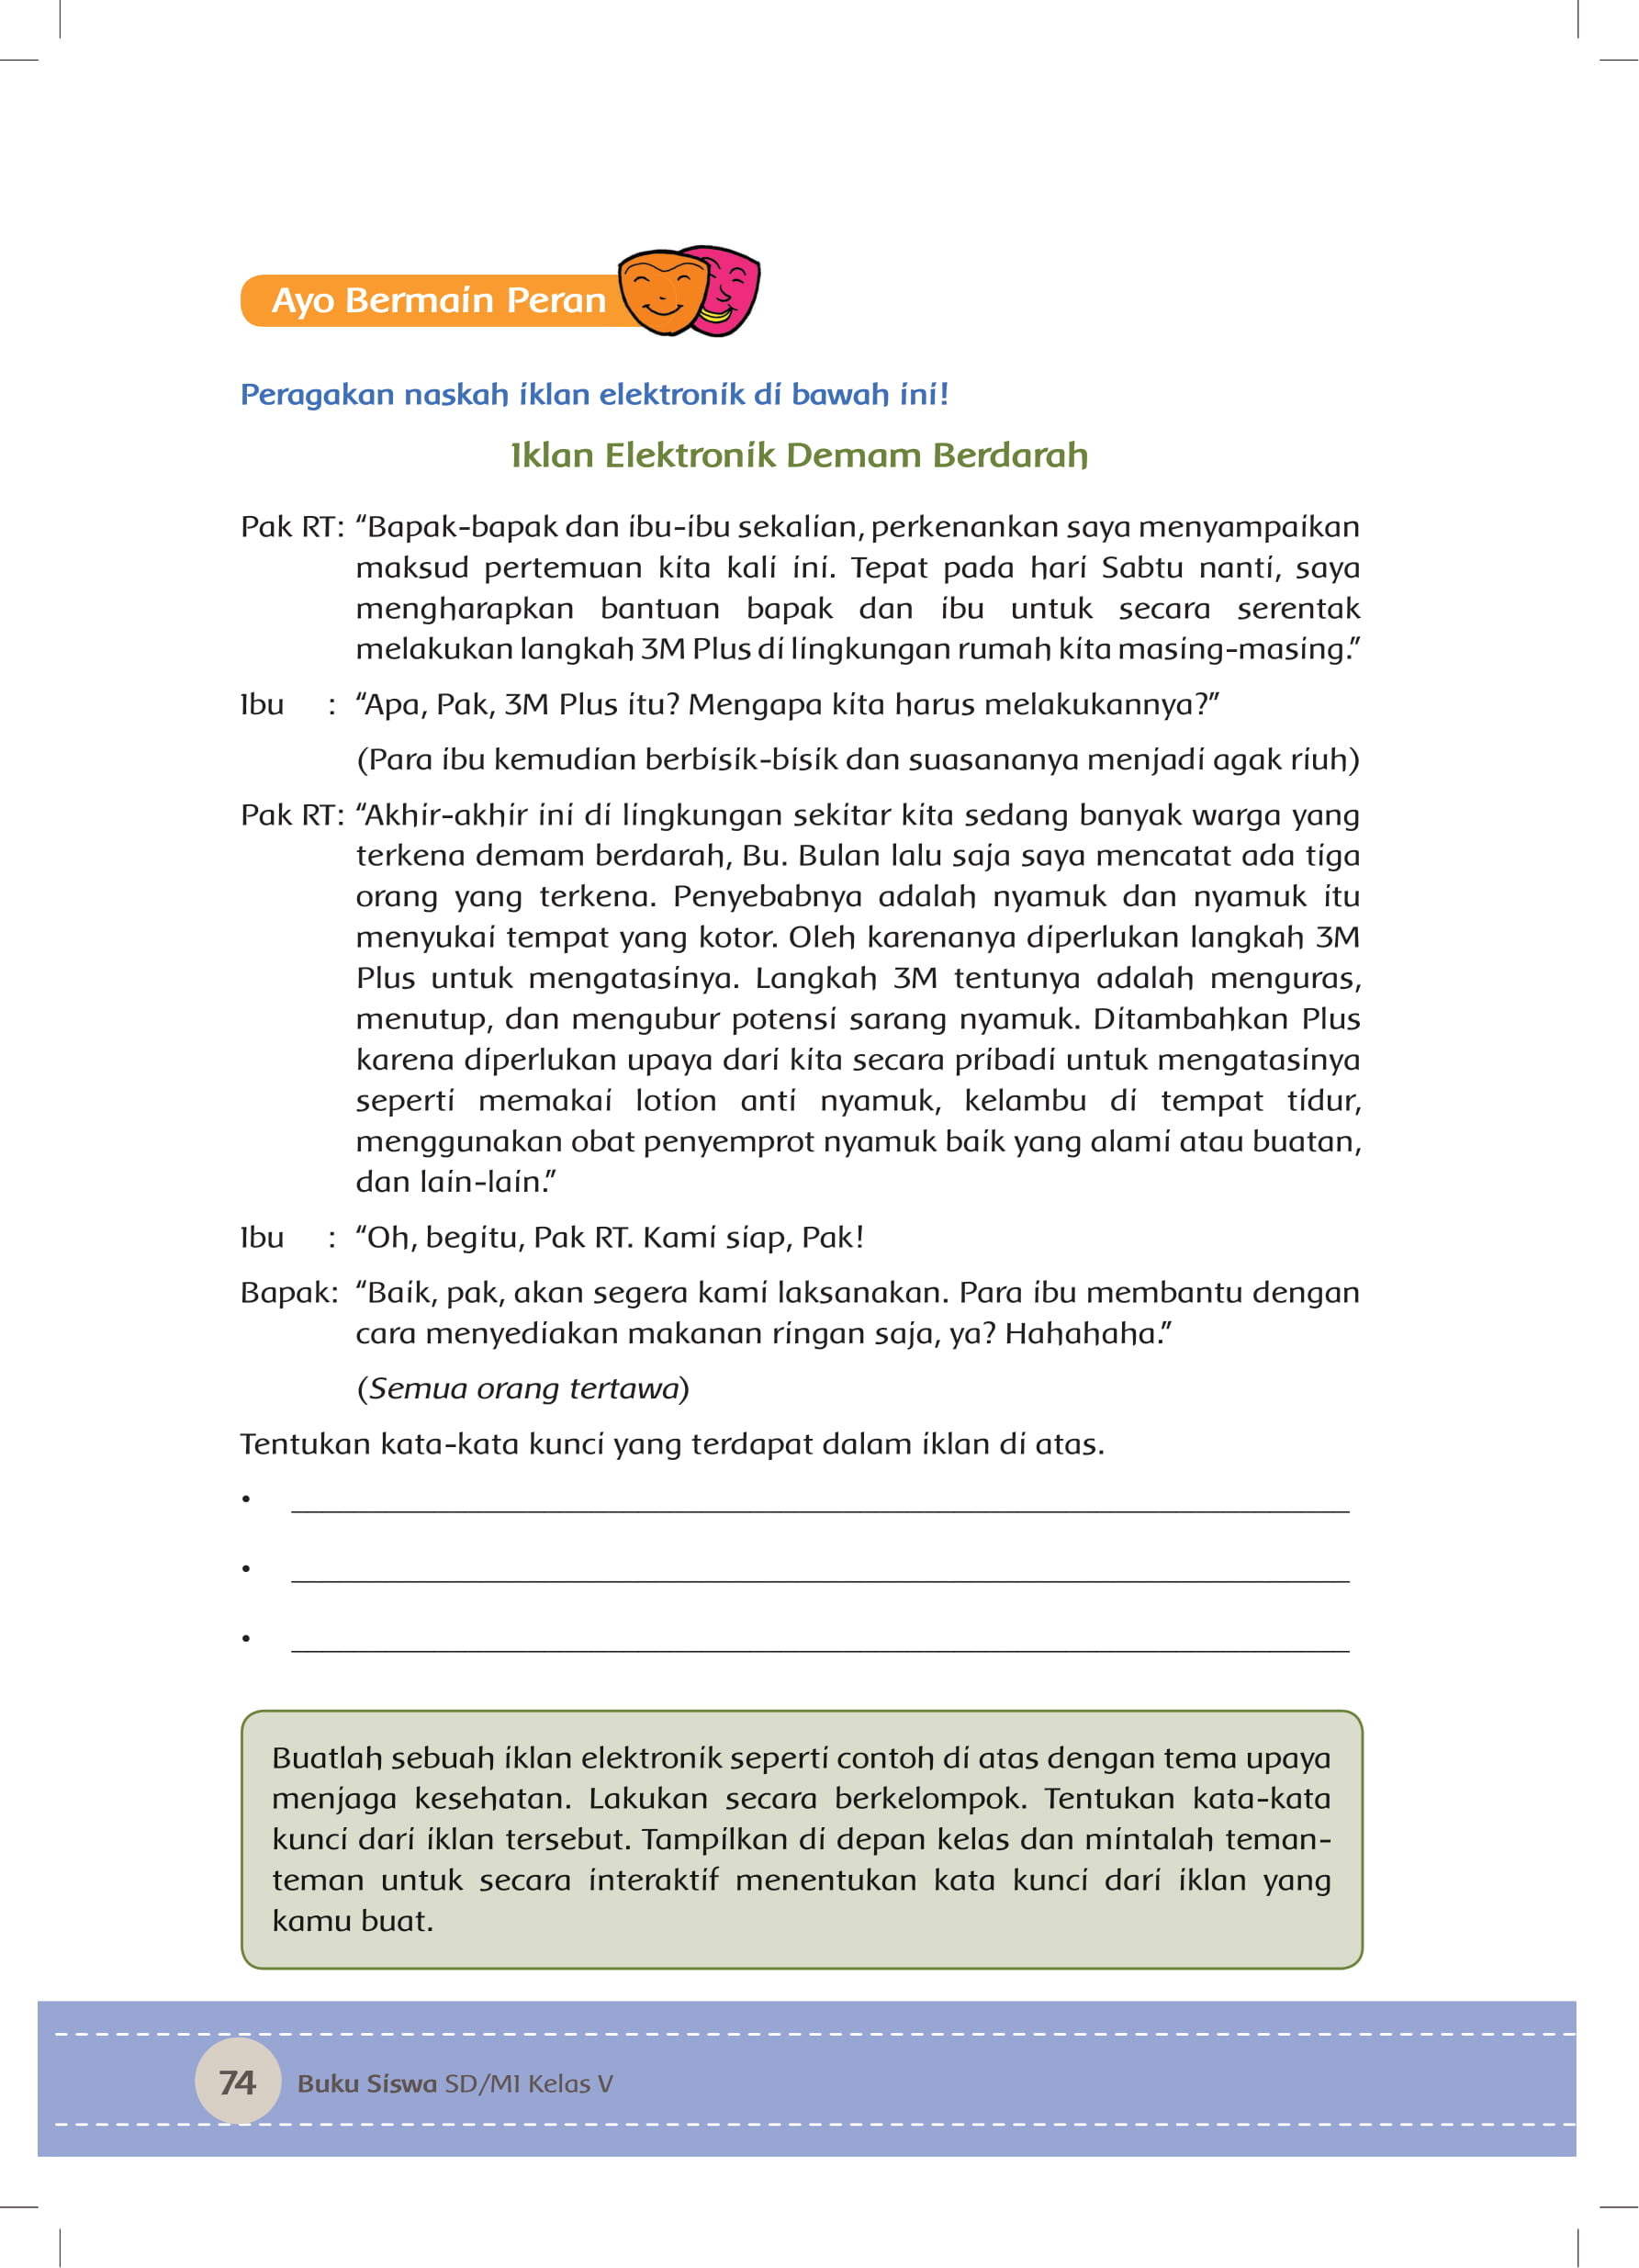 Ayo Bermain Peran
Peragakan naskah iklan elektronik di bawah ini!
Iklan Elektronik Demam Berdarah
Pak RT: “Bapak-bapak dan ibu-ibu sekalian, perkenankan saya menyampaikan
maksud pertemuan kita kali ini. Tepat pada hari Sabtu nanti, saya
mengharapkan bantuan bapak dan ibu untuk secara serentak
melakukan langkah 3M Plus di lingkungan rumah kita masing-masing.”
Ibu : “Apa, Pak, 3M Plus itu? Mengapa kita harus melakukannya?”
(Para ibu kemudian berbisik-bisik dan suasananya menjadi agak riuh)
Pak RT: “Akhir-akhir ini di lingkungan sekitar kita sedang banyak warga yang
terkena demam berdarah, Bu. Bulan lalu saja saya mencatat ada tiga
orang yang terkena. Penyebabnya adalah nyamuk dan nyamuk itu
menyukai tempat yang kotor. Oleh karenanya diperlukan langkah 3M
Plus untuk mengatasinya. Langkah 3M tentunya adalah menguras,
menutup, dan mengubur potensi sarang nyamuk. Ditambahkan Plus
karena diperlukan upaya dari kita secara pribadi untuk mengatasinya
seperti memakai lotion anti nyamuk, kelambu di tempat tidur,
menggunakan obat penyemprot nyamuk baik yang alami atau buatan,
dan lain-lain.”
Ibu : “Oh, begitu, Pak RT. Kami siap, Pak!
Bapak: “Baik, pak, akan segera kami laksanakan. Para ibu membantu dengan
cara menyediakan makanan ringan saja, ya? Hahahaha.”
(Semua orang tertawa)
Tentukan kata-kata kunci yang terdapat dalam iklan di atas.
•
•
•
Buatlah sebuah iklan elektronik seperti contoh di atas dengan tema upaya
menjaga kesehatan. Lakukan secara berkelompok. Tentukan kata-kata
kunci dari iklan tersebut. Tampilkan di depan kelas dan mintalah teman-
teman untuk secara interaktif menentukan kata kunci dari iklan yang
kamu buat.
74 Buku Siswa SD/MI Kelas V